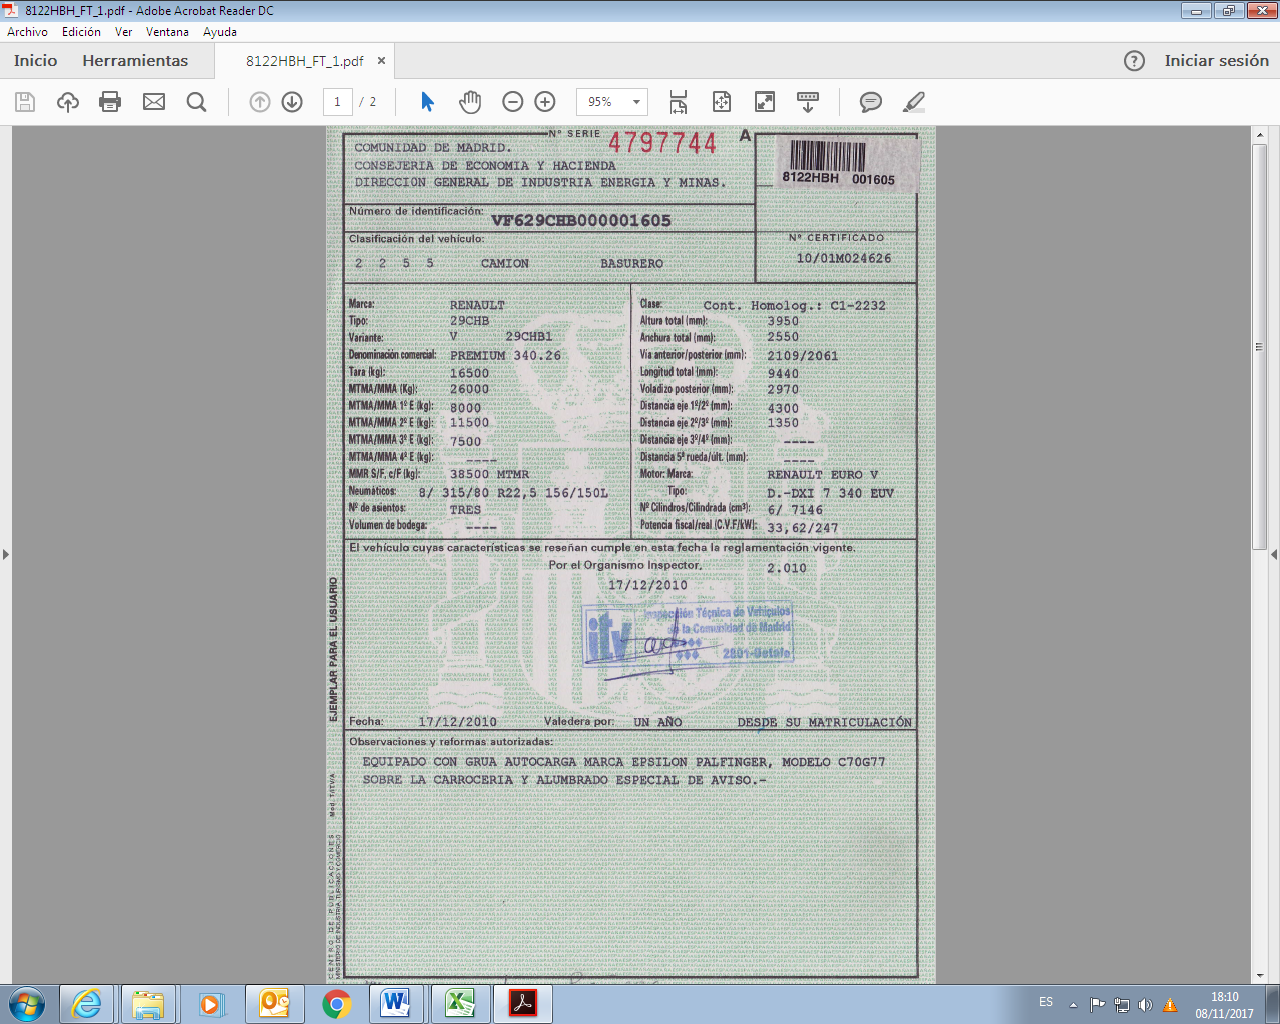 8122HBH_FT_1.pdf - Adobe Acrobat Reader DC
Archivo Edición Ver Ventana Ayuda
Inicio Herramientas 8122HBH_FT_1.pdf × ? Iniciar sesión
1 / 2 95%
Nº SERIE 4797744 A
COMUNIDAD DE MADRID.
CONSEJERIA DE ECONOMIA Y HACIENDA
DIRECCION GENERAL DE INDUSTRIA ENERGIA Y MINAS.
8122HBH 001605
Número de identificación: VF629CHB000001605
Clasificación del vehículo:
2 2 5 5 CAMION BASURERO
Nº CERTIFICADO
10/01M024626
Marca: RENAULT
Tipo: 29CHB
Variante: V 29CHB1
Denominación comercial: PREMIUM 340.26
Tara (kg): 16500
MTMA/MMA (Kg): 26000
MTMA/MMA 1º E (kg): 8000
MTMA/MMA 2º E (kg): 11500
MTMA/MMA 3º E (kg): 7500
MTMA/MMA 4º E (kg): ----
MMR S/F. c/F (kg): 38500 MTMR
Neumáticos: 8/ 315/80 R22,5 156/150L
Nº de asientos: TRES
Volumen de bodega: ----
Clase: Cont. Homolog.: C1-2232
Altura total (mm): 3950
Anchura total (mm): 2550
Vía anterior/posterior (mm): 2109/2061
Longitud total (mm): 9440
Voladizo posterior (mm): 2970
Distancia eje 1º/2º (mm): 4300
Distancia eje 2º/3º (mm): 1350
Distancia eje 3º/4º (mm): ----
Distancia 5ª rueda/últ. (mm): ----
Motor: Marca: RENAULT EURO V
Tipo: D.-DXI 7 340 EUV
Nº Cilindros/Cilindrada (cm³): 6/ 7146
Potencia fiscal/real (C.V.F/kW): 33,62/247
El vehículo cuyas características se reseñan cumple en esta fecha la reglamentación vigente.
Por el Organismo Inspector. 2.010
17/12/2010
itv
Inspección Técnica de Vehículos
de la Comunidad de Madrid
2801-Getafe
Fecha: 17/12/2010 Valedera por: UN AÑO DESDE SU MATRICULACIÓN
Observaciones y reformas autorizadas:
EQUIPADO CON GRUA AUTOCARGA MARCA EPSILON PALFINGER, MODELO C70G77
SOBRE LA CARROCERIA Y ALUMBRADO ESPECIAL DE AVISO.-
EJEMPLAR PARA EL USUARIO
Mod. TATVA
CENTRO DE PUBLICACIONES
MINISTERIO DE INDUSTRIA, TURISMO Y COMERCIO
ES 18:10
08/11/2017